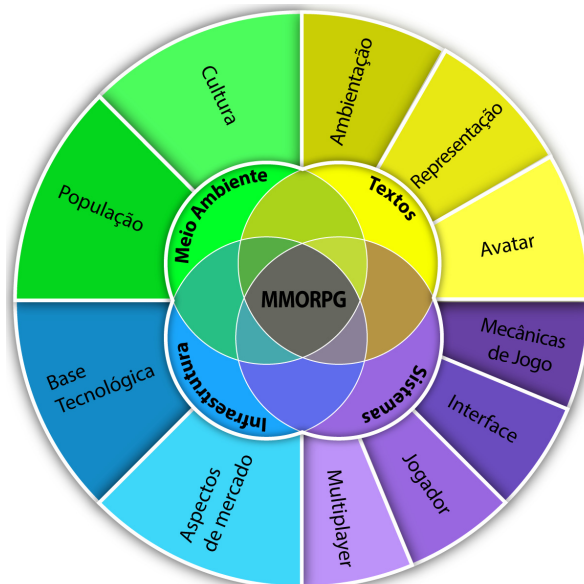 Cultura
Ambientação
Representação
Avatar
População
Meio Ambiente
Textos
MMORPG
Infraestrutura
Sistemas
Mecânicas
de Jogo
Interface
Jogador
Multiplayer
Aspectos
de mercado
Base
Tecnológica